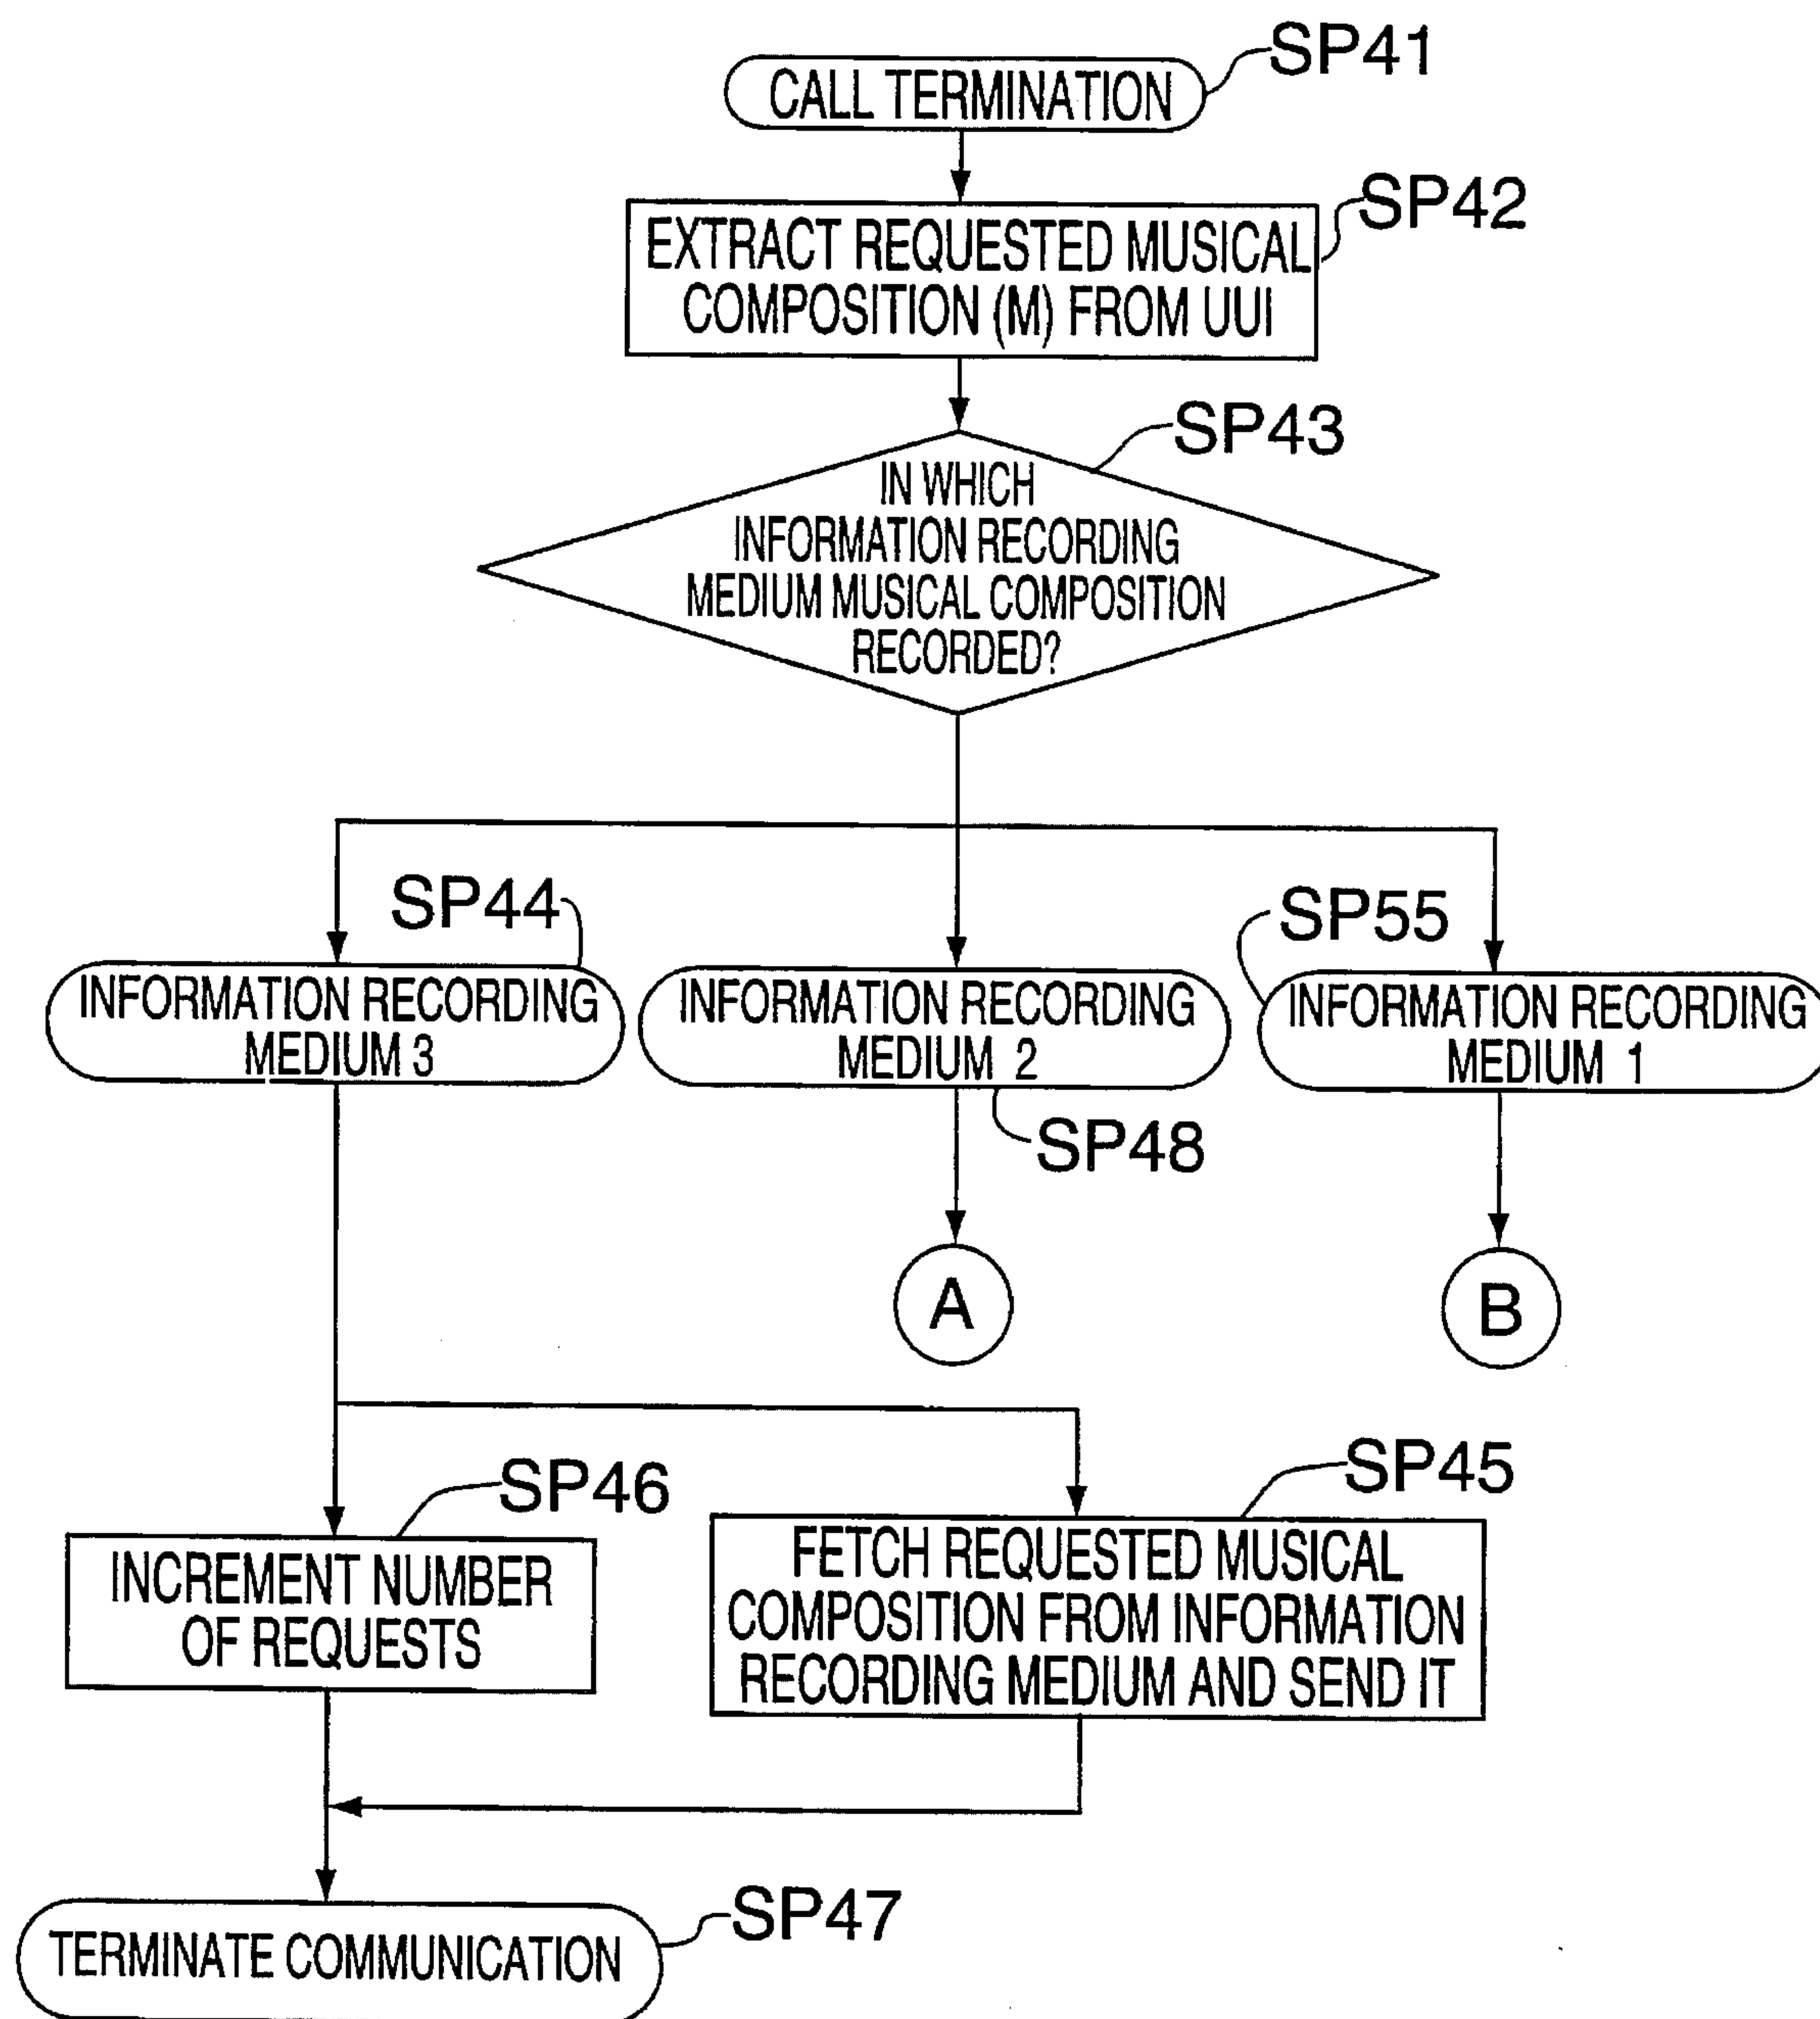 SP41
CALL TERMINATION
SP42
EXTRACT REQUESTED MUSICAL
COMPOSITION (M) FROM UUI
SP43
IN WHICH
INFORMATION RECORDING
MEDIUM MUSICAL COMPOSITION
RECORDED?
SP44
INFORMATION RECORDING
MEDIUM 3
INFORMATION RECORDING
MEDIUM 2
SP48
SP55
INFORMATION RECORDING
MEDIUM 1
A
B
SP46
INCREMENT NUMBER
OF REQUESTS
SP45
FETCH REQUESTED MUSICAL
COMPOSITION FROM INFORMATION
RECORDING MEDIUM AND SEND IT
SP47
TERMINATE COMMUNICATION